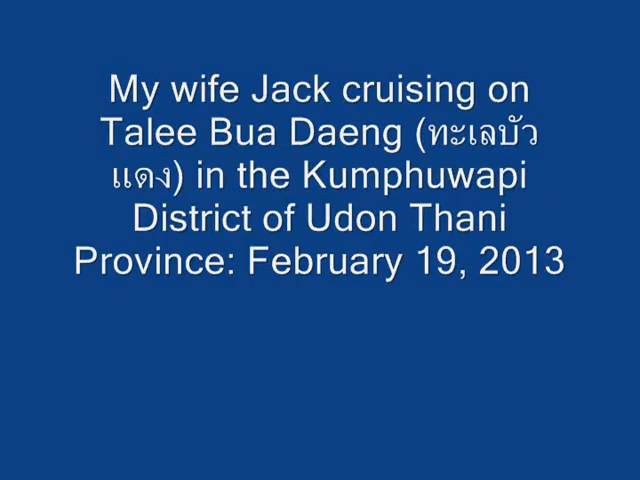 My wife Jack cruising on
Talee Bua Daeng (ทะเลบัว
แดง) in the Kumphuwapi
District of Udon Thani
Province: February 19, 2013